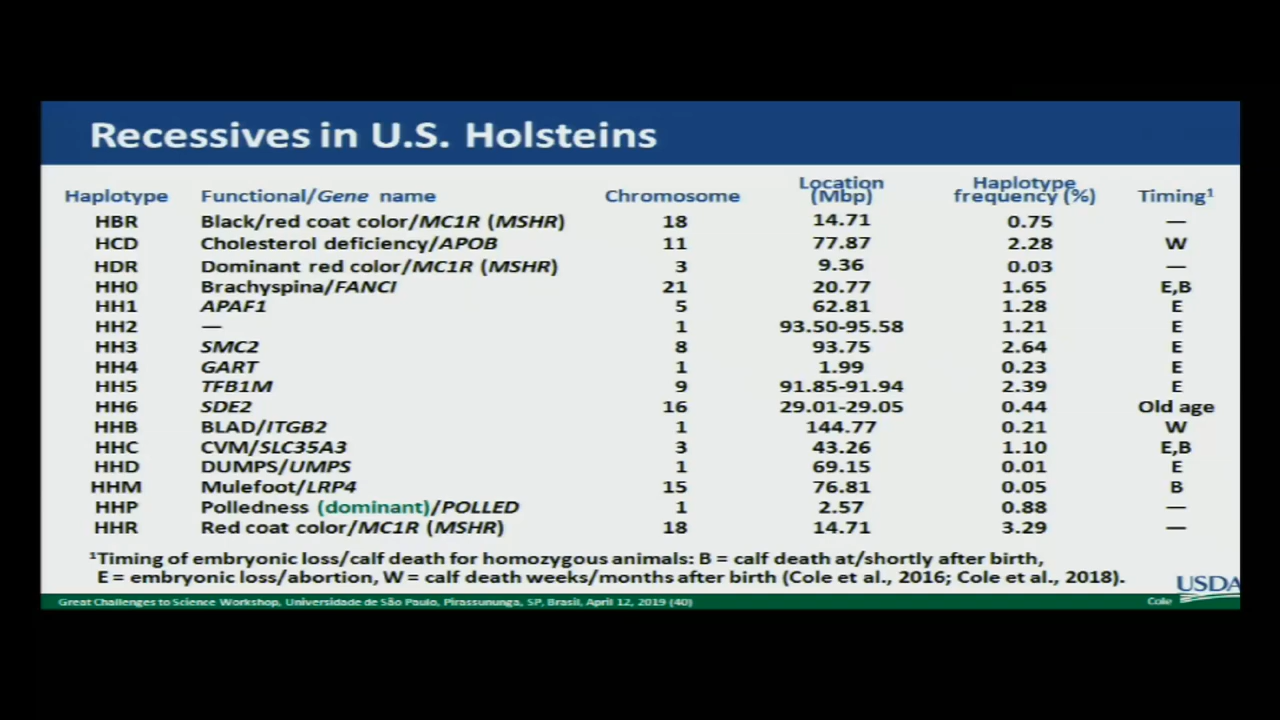 Recessives in U.S. Holsteins
Haplotype Functional/Gene name Chromosome Location (Mbp) Haplotype frequency (%) Timing¹
HBR Black/red coat color/MC1R (MSHR) 18 14.71 0.75 —
HCD Cholesterol deficiency/APOB 11 77.87 2.28 W
HDR Dominant red color/MC1R (MSHR) 3 9.36 0.03 —
HH0 Brachyspina/FANCI 21 20.77 1.65 E,B
HH1 APAF1 5 62.81 1.28 E
HH2 — 1 93.50-95.58 1.21 E
HH3 SMC2 8 93.75 2.64 E
HH4 GART 1 1.99 0.23 E
HH5 TFB1M 9 91.85-91.94 2.39 E
HH6 SDE2 16 29.01-29.05 0.44 Old age
HHB BLAD/ITGB2 1 144.77 0.21 W
HHC CVM/SLC35A3 3 43.26 1.10 E,B
HHD DUMPS/UMPS 1 69.15 0.01 E
HHM Mulefoot/LRP4 15 76.81 0.05 B
HHP Polledness (dominant)/POLLED 1 2.57 0.88 —
HHR Red coat color/MC1R (MSHR) 18 14.71 3.29 —
¹Timing of embryonic loss/calf death for homozygous animals: B = calf death at/shortly after birth,
E = embryonic loss/abortion, W = calf death weeks/months after birth (Cole et al., 2016; Cole et al., 2018).
USDA
Great Challenges to Science Workshop, Universidade de São Paulo, Pirassununga, SP, Brasil, April 12, 2019 (40) Cole